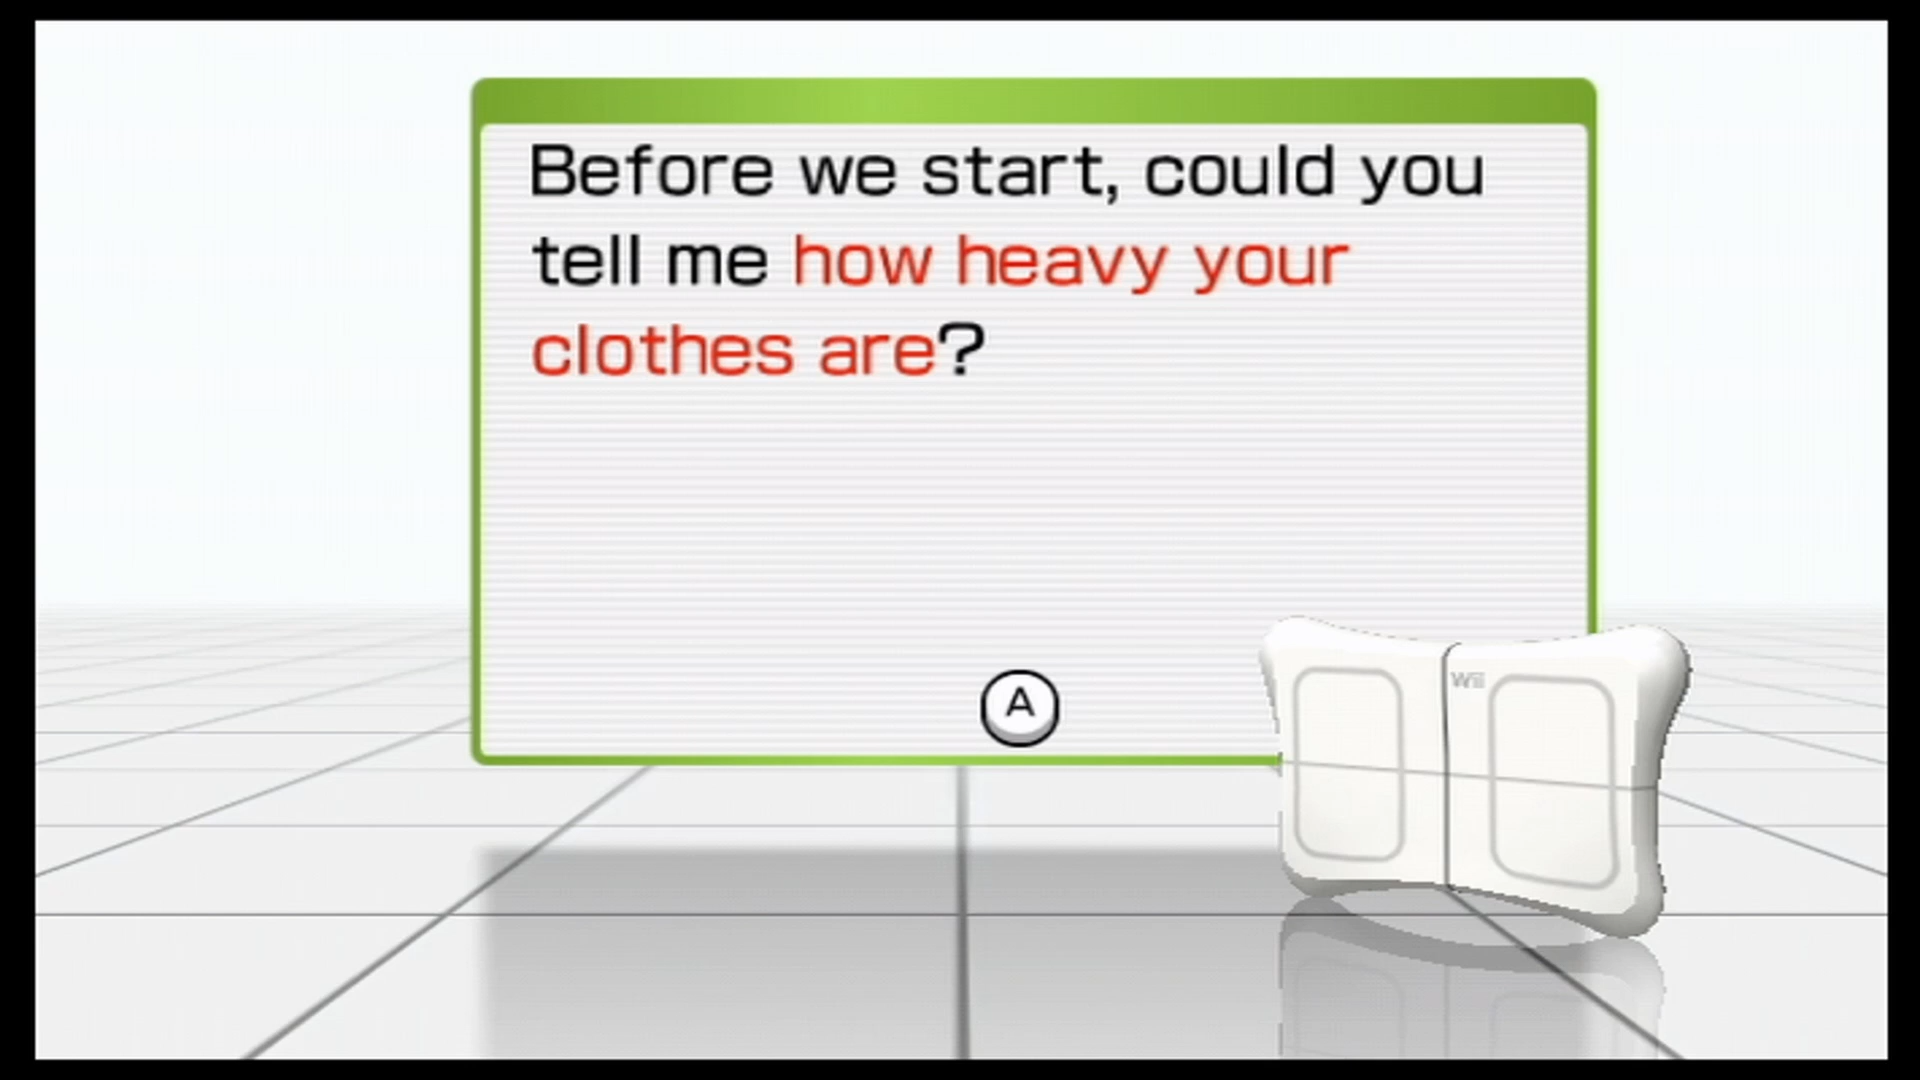 Before we start, could you
tell me how heavy your
clothes are?
A
Wii